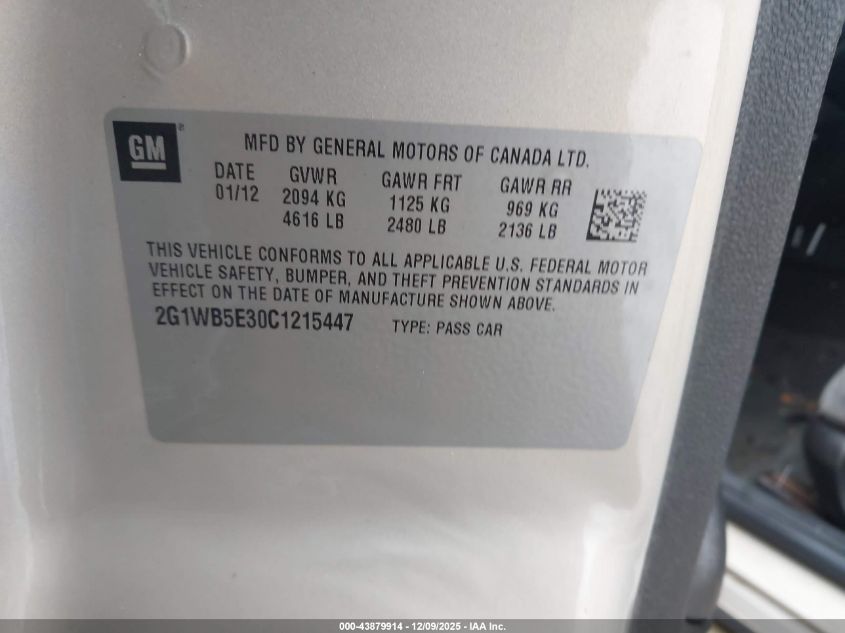 GM ®
MFD BY GENERAL MOTORS OF CANADA LTD.
DATE GVWR GAWR FRT GAWR RR
01/12 2094 KG 1125 KG 969 KG
4616 LB 2480 LB 2136 LB
THIS VEHICLE CONFORMS TO ALL APPLICABLE U.S. FEDERAL MOTOR
VEHICLE SAFETY, BUMPER, AND THEFT PREVENTION STANDARDS IN
EFFECT ON THE DATE OF MANUFACTURE SHOWN ABOVE.
2G1WB5E30C1215447 TYPE: PASS CAR
000-43879914 - 12/09/2025 - IAA Inc.